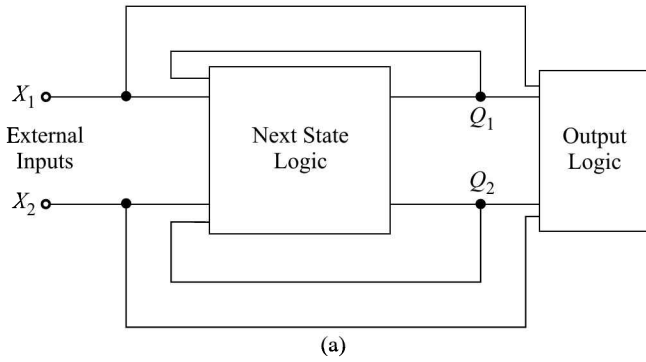 X1
External
Inputs
X2
Next State
Logic
Q1
Q2
Output
Logic
(a)